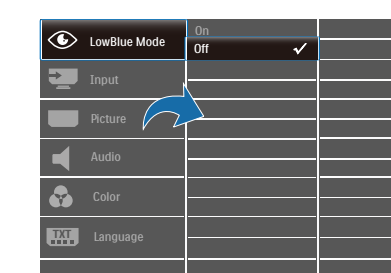 LowBlue Mode
On
Off
Input
Picture
Audio
Color
TXT
Language